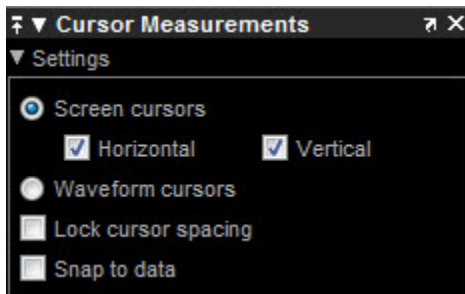 Cursor Measurements
Settings
Screen cursors
Horizontal Vertical
Waveform cursors
Lock cursor spacing
Snap to data